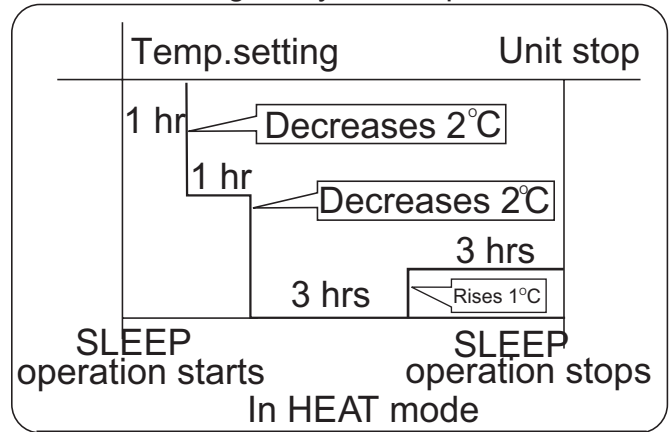 Temp.setting Unit stop
1 hr Decreases 2°C
1 hr
Decreases 2°C
3 hrs
3 hrs Rises 1°C
SLEEP SLEEP
operation starts operation stops
In HEAT mode